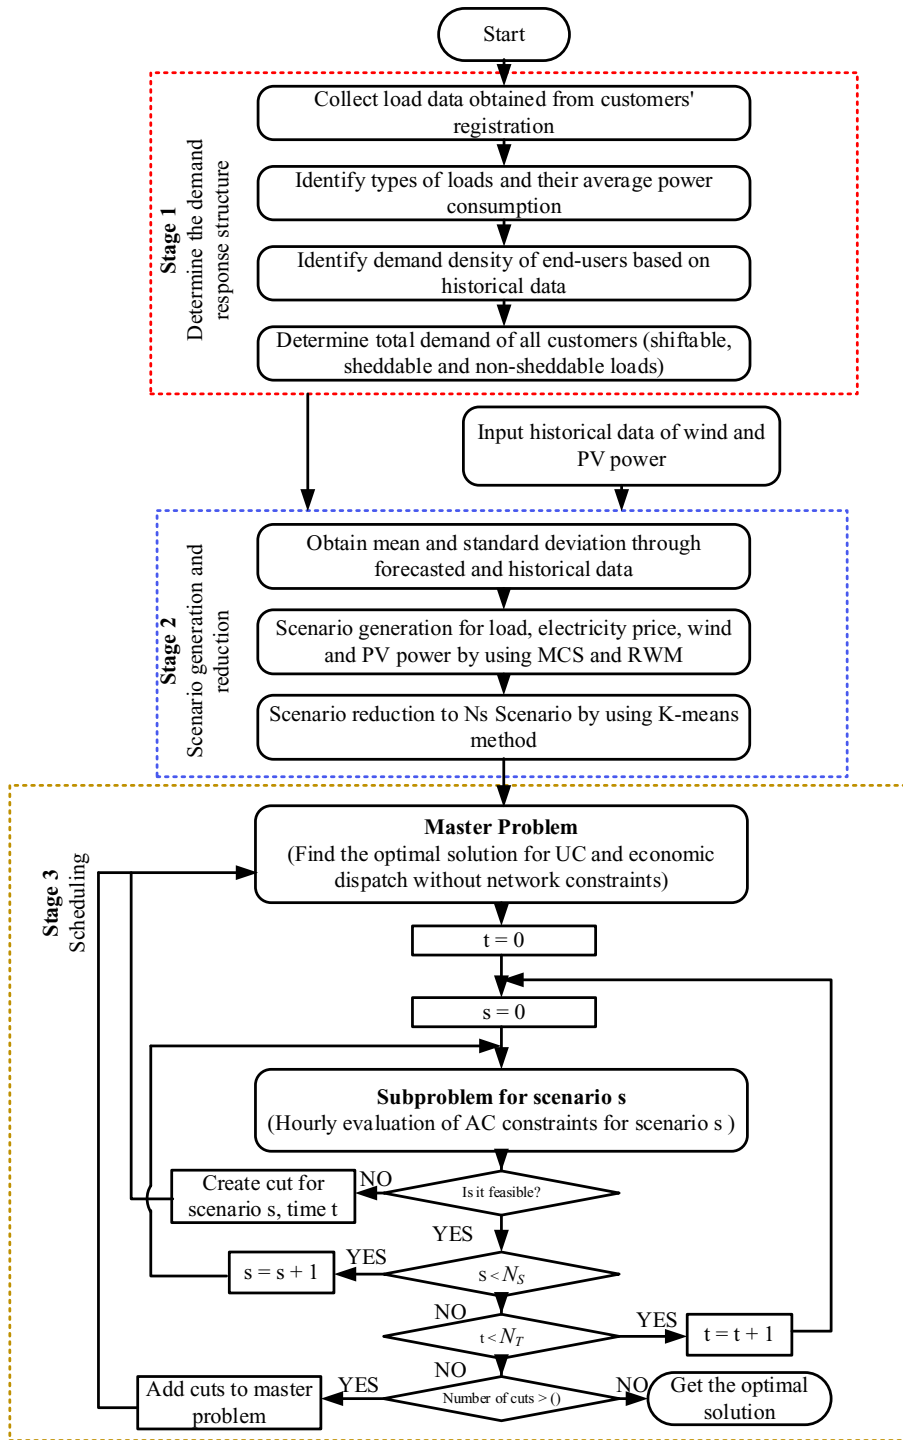 Start
Stage 1
Determine the demand
response structure
Collect load data obtained from customers'
registration
Identify types of loads and their average power
consumption
Identify demand density of end-users based on
historical data
Determine total demand of all customers (shiftable,
sheddable and non-sheddable loads)
Input historical data of wind and
PV power
Stage 2
Scenario generation and
reduction
Obtain mean and standard deviation through
forecasted and historical data
Scenario generation for load, electricity price, wind
and PV power by using MCS and RWM
Scenario reduction to Ns Scenario by using K-means
method
Stage 3
Scheduling
Master Problem
(Find the optimal solution for UC and economic
dispatch without network constraints)
t = 0
s = 0
Subproblem for scenario s
(Hourly evaluation of AC constraints for scenario s )
Is it feasible?
NO
Create cut for
scenario s, time t
YES
s < N_S
YES
s = s + 1
NO
t < N_T
YES
t = t + 1
NO
Number of cuts > ()
YES
Add cuts to master
problem
NO
Get the optimal
solution